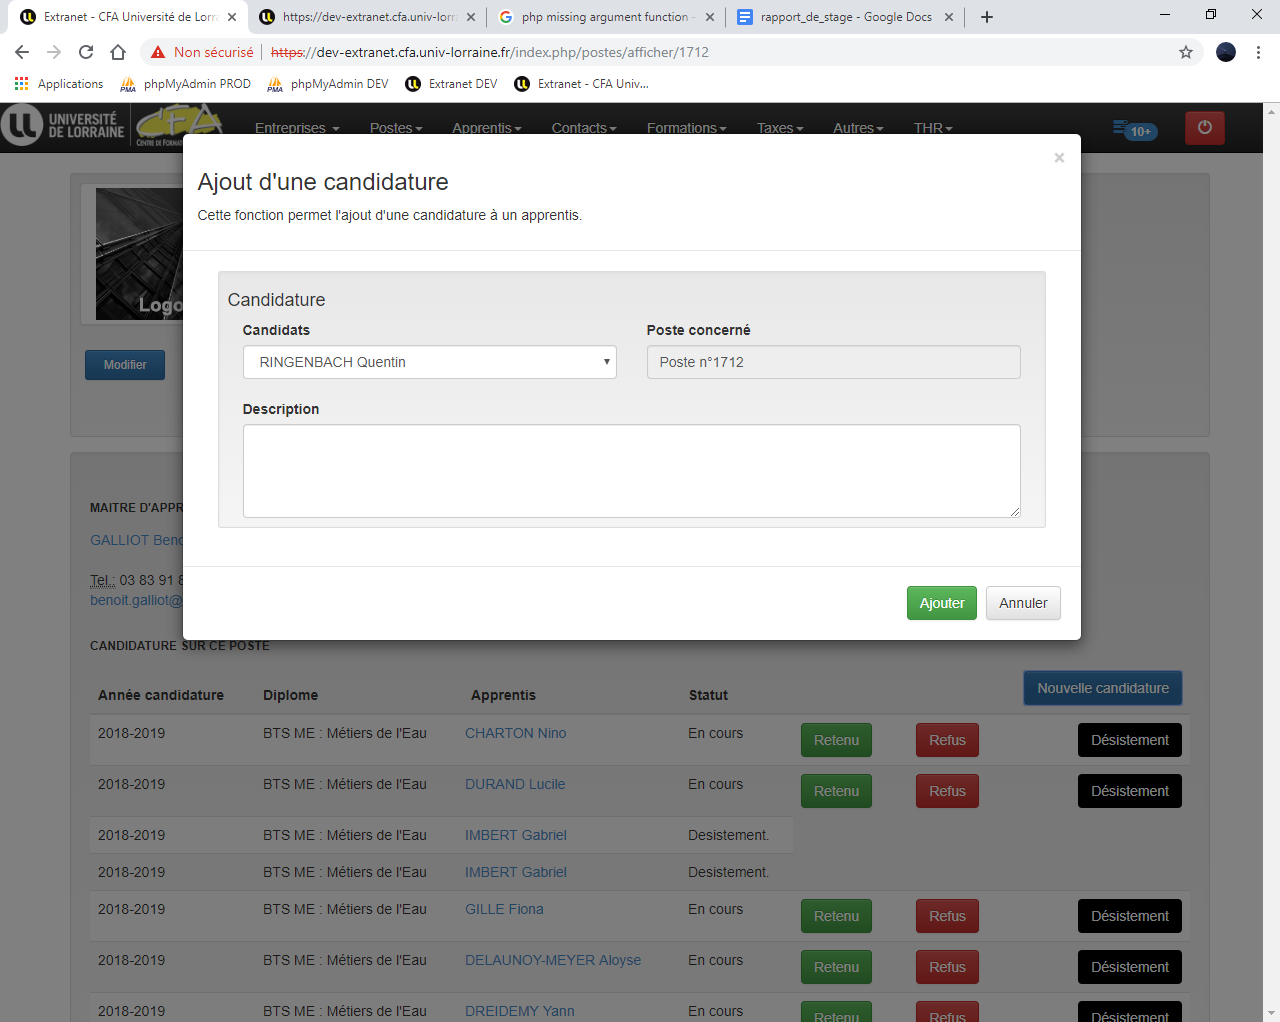 Extranet - CFA Université de Lorra
https://dev-extranet.cfa.univ-lorr
php missing argument function -
rapport_de_stage - Google Docs
Non sécurisé
https://dev-extranet.cfa.univ-lorraine.fr/index.php/postes/afficher/1712
Applications
phpMyAdmin PROD
phpMyAdmin DEV
Extranet DEV
Extranet - CFA Univ...
UNIVERSITÉ
DE LORRAINE
CFA
CENTRE DE FORMAT
Entreprises
Postes
Apprentis
Contacts
Formations
Taxes
Autres
THR
10+
×
Ajout d'une candidature
Cette fonction permet l'ajout d'une candidature à un apprentis.
Logo
Modifier
Candidature
Candidats
Poste concerné
RINGENBACH Quentin
Poste n°1712
Description
MAITRE D'APPR
GALLIOT Beno
Tel.: 03 83 91 8
benoit.galliot@
Ajouter
Annuler
CANDIDATURE SUR CE POSTE
Nouvelle candidature
Année candidature Diplome Apprentis Statut
2018-2019 BTS ME : Métiers de l'Eau CHARTON Nino En cours Retenu Refus Désistement
2018-2019 BTS ME : Métiers de l'Eau DURAND Lucile En cours Retenu Refus Désistement
2018-2019 BTS ME : Métiers de l'Eau IMBERT Gabriel Desistement.
2018-2019 BTS ME : Métiers de l'Eau IMBERT Gabriel Desistement.
2018-2019 BTS ME : Métiers de l'Eau GILLE Fiona En cours Retenu Refus Désistement
2018-2019 BTS ME : Métiers de l'Eau DELAUNOY-MEYER Aloyse En cours Retenu Refus Désistement
2018-2019 BTS ME : Métiers de l'Eau DREIDEMY Yann En cours Retenu Refus Désistement